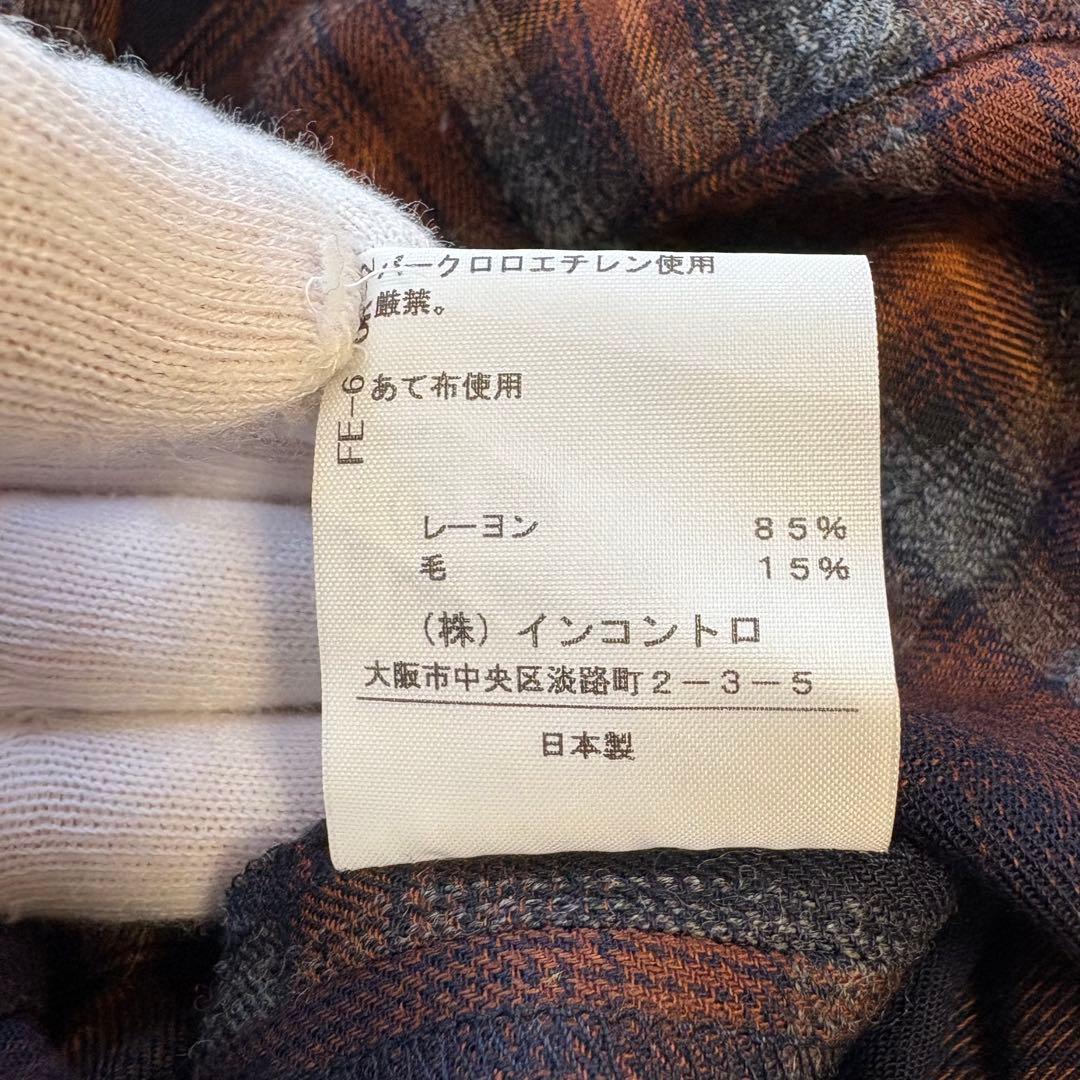 パークロロエチレン使用
厳禁。
あて布使用
FE-6
レーヨン 85%
毛 15%
(株) インコントロ
大阪市中央区淡路町2-3-5
日本製